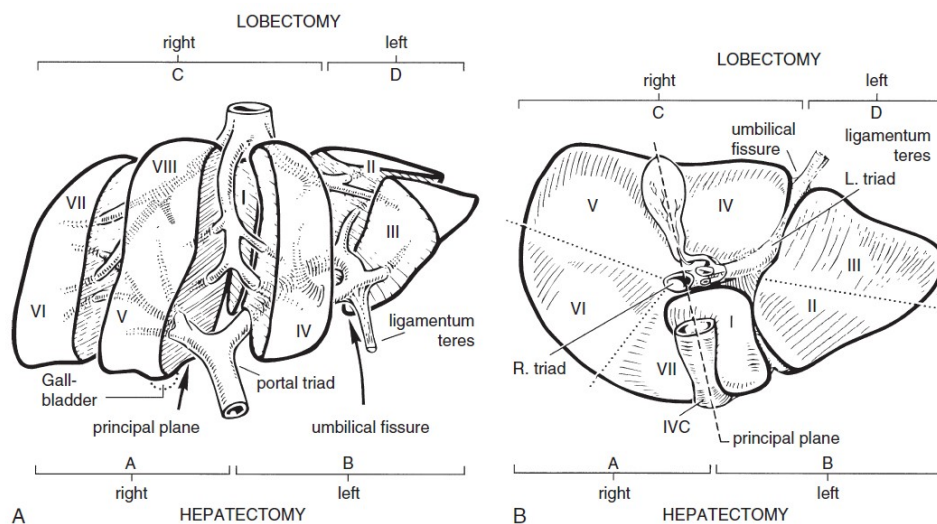 LOBECTOMY
right
left
C
D
VIII
VII
I
II
III
VI
V
IV
ligamentum
teres
Gall-
bladder
portal triad
principal plane
umbilical fissure
A
B
right
left
A
HEPATECTOMY
LOBECTOMY
right
left
C
D
umbilical
fissure
ligamentum
teres
L. triad
V
IV
III
VI
II
I
R. triad
VII
IVC
principal plane
A
B
right
left
B
HEPATECTOMY